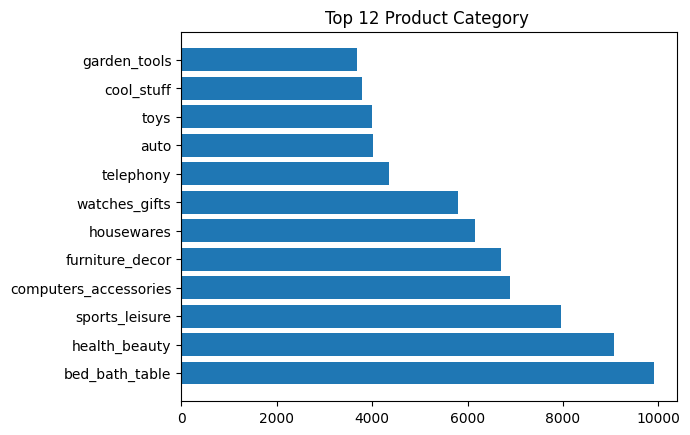 Top 12 Product Category
garden_tools
cool_stuff
toys
auto
telephony
watches_gifts
housewares
furniture_decor
computers_accessories
sports_leisure
health_beauty
bed_bath_table
0 2000 4000 6000 8000 10000